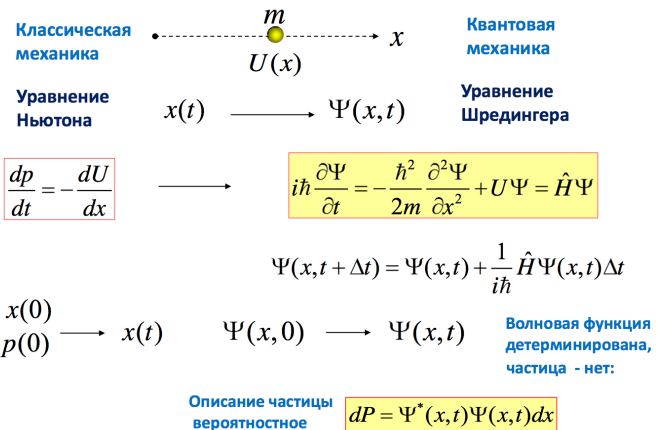 Классическая механика
m
x
U(x)
Квантовая механика
Уравнение Ньютона
x(t) → Ψ(x,t)
Уравнение Шредингера
dp/dt = −dU/dx → iħ ∂Ψ/∂t = −ħ²/2m ∂²Ψ/∂x² + UΨ = ĤΨ
Ψ(x,t + Δt) = Ψ(x,t) + 1/iħ ĤΨ(x,t)Δt
x(0)
p(0) → x(t)
Ψ(x,0) → Ψ(x,t)
Волновая функция
детерминирована,
частица - нет:
Описание частицы
вероятностное
dP = Ψ*(x,t)Ψ(x,t)dx